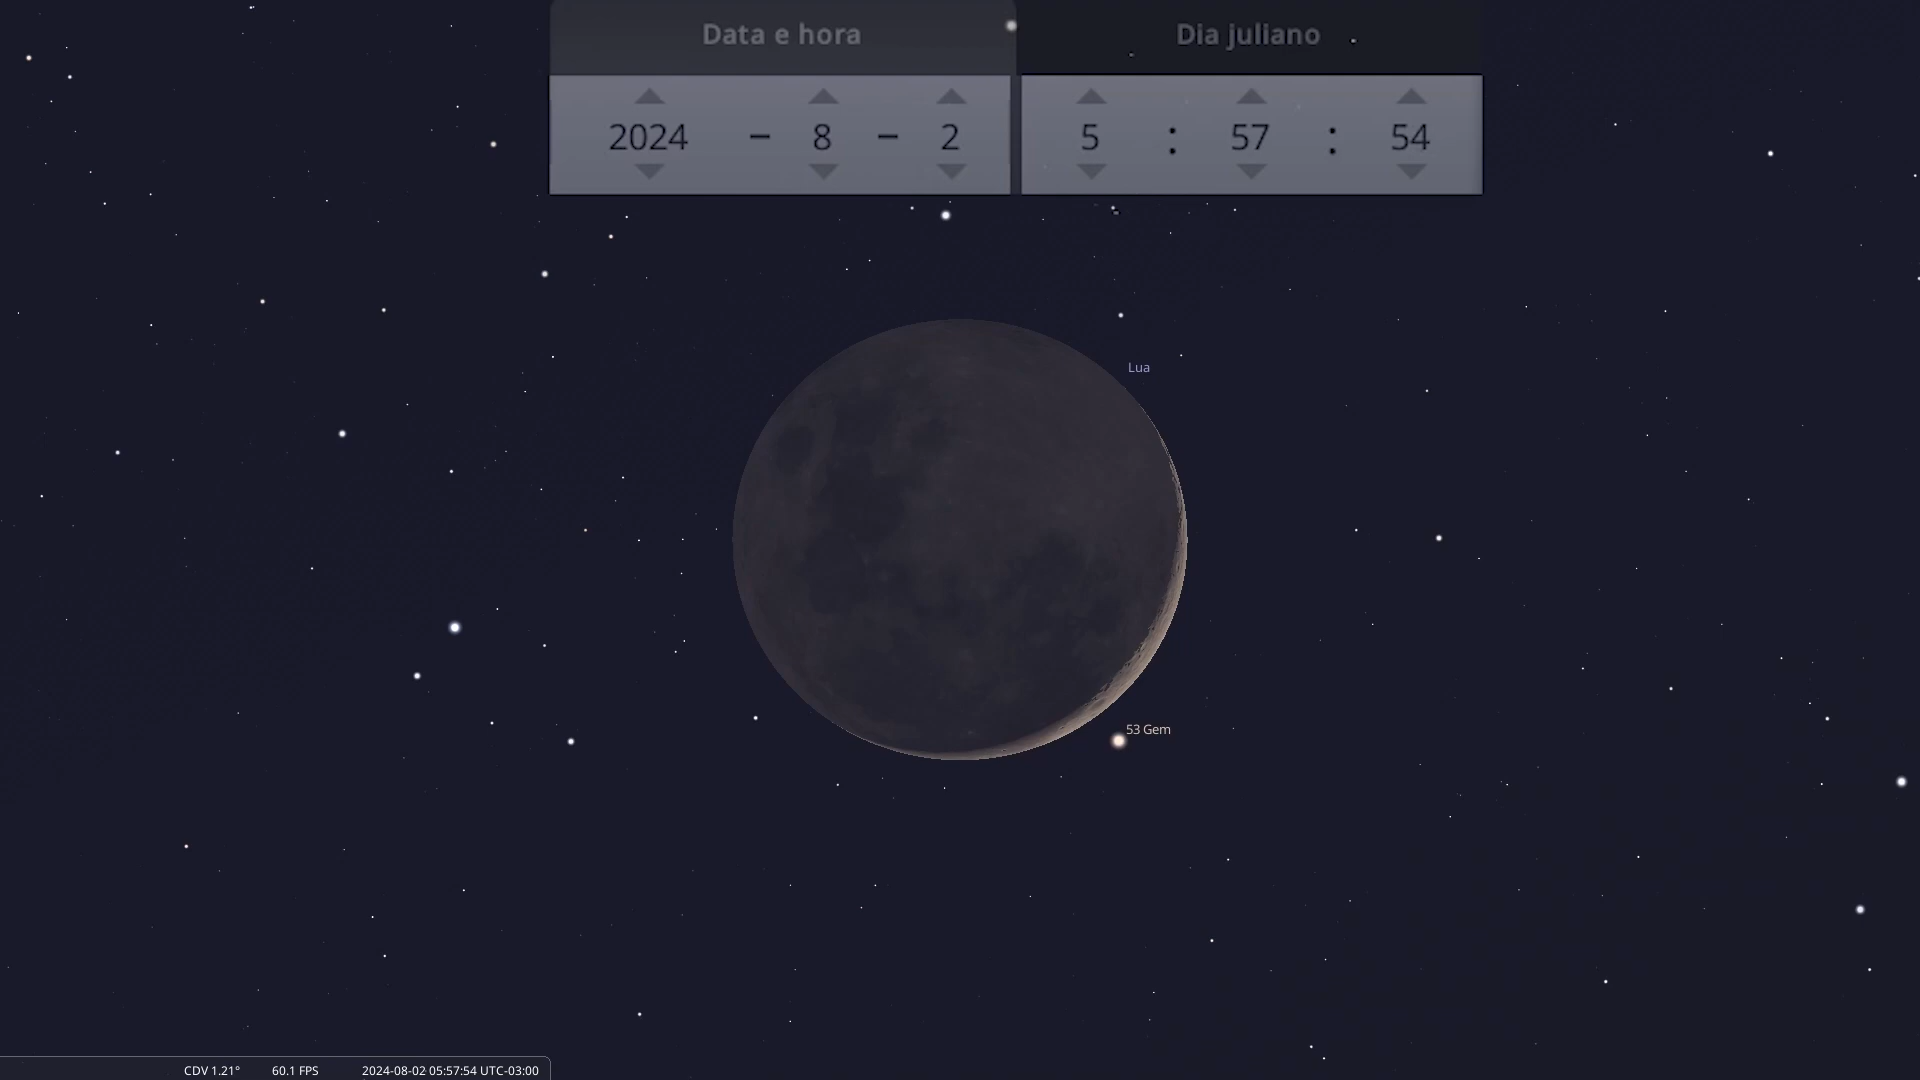 Data e hora
Dia juliano
2024 - 8 - 2
5 : 57 : 54
Lua
53 Gem
CDV 1.21° 60.1 FPS 2024-08-02 05:57:54 UTC-03:00